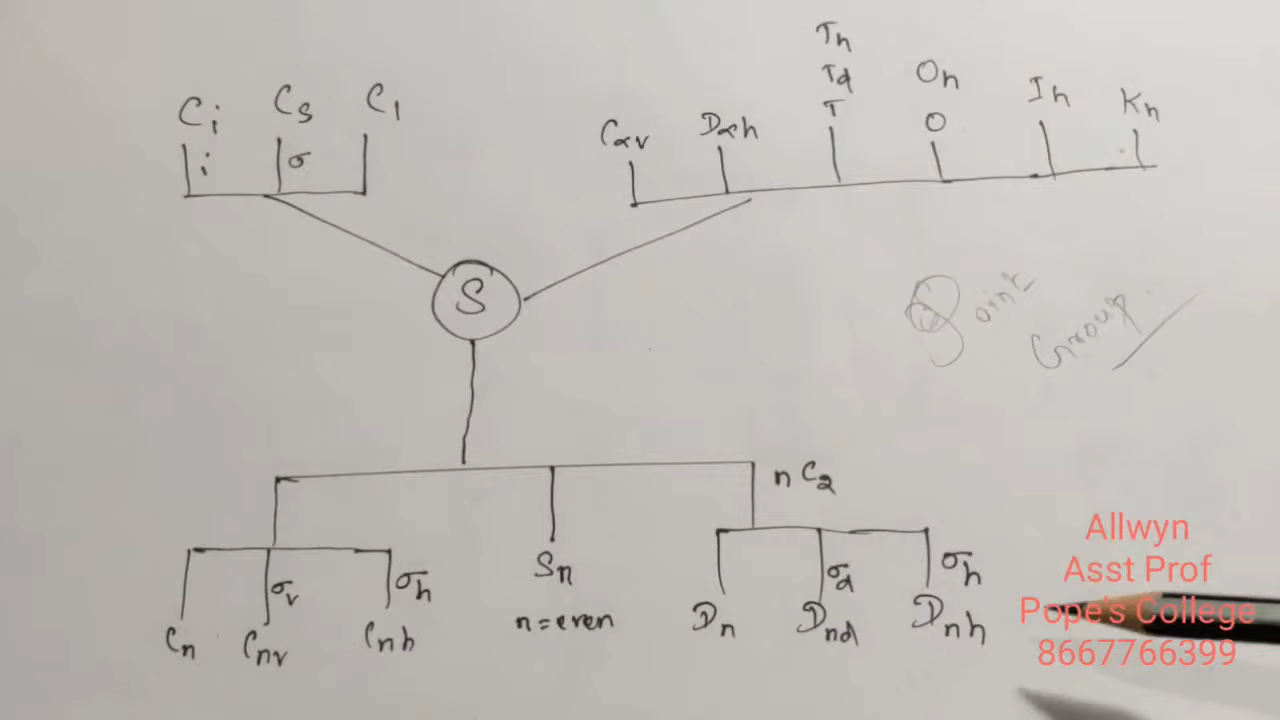 Ci Cs C1
i σ
Th
Td
T
Oh
O
C∝v D∝h
Ih
Kh
S
Point
Group
n C2
Cn Cnv Cnh
σv σh
Sn
n = even
σd σh
Dn Dnd Dnh
Allwyn
Asst Prof
Pope's College
8667766399